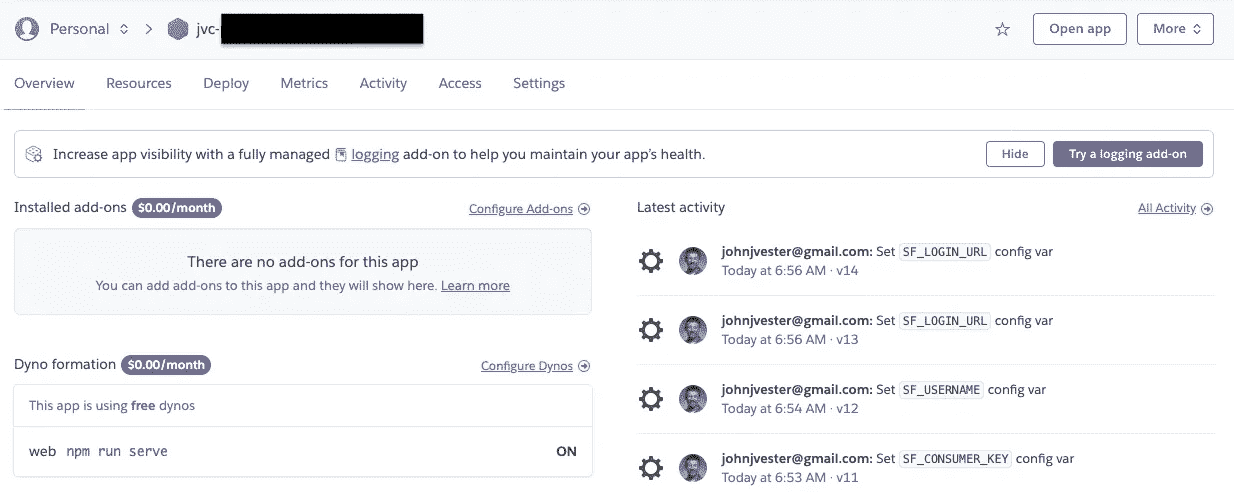 Personal > jvc-
Open app
More
Overview Resources Deploy Metrics Activity Access Settings
Increase app visibility with a fully managed logging add-on to help you maintain your app's health.
Hide
Try a logging add-on
Installed add-ons $0.00/month
Configure Add-ons
There are no add-ons for this app
You can add add-ons to this app and they will show here. Learn more
Dyno formation $0.00/month
Configure Dynos
This app is using free dynos
web npm run serve ON
Latest activity
All Activity
johnjvester@gmail.com: Set SF_LOGIN_URL config var
Today at 6:56 AM · v14
johnjvester@gmail.com: Set SF_LOGIN_URL config var
Today at 6:56 AM · v13
johnjvester@gmail.com: Set SF_USERNAME config var
Today at 6:54 AM · v12
johnjvester@gmail.com: Set SF_CONSUMER_KEY config var
Today at 6:53 AM · v11